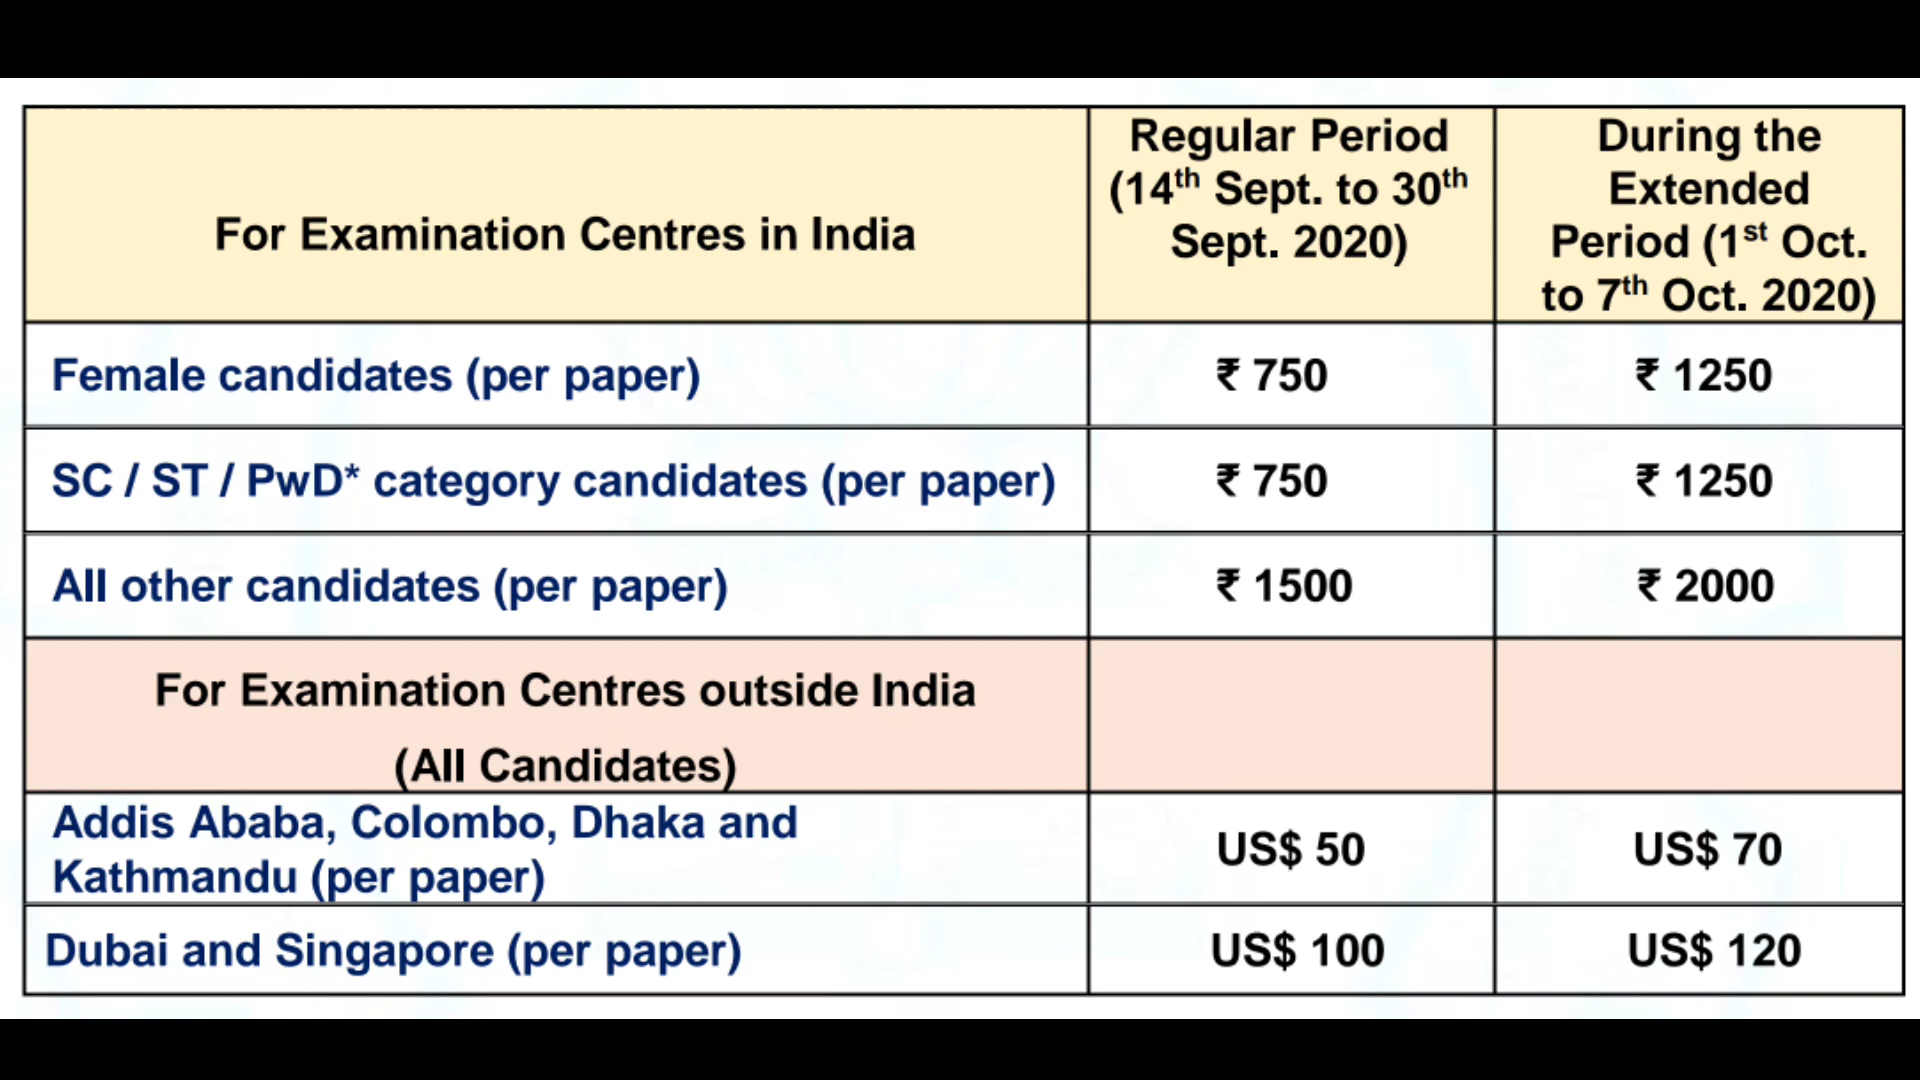 For Examination Centres in India
Regular Period
(14th Sept. to 30th
Sept. 2020)
During the
Extended
Period (1st Oct.
to 7th Oct. 2020)
Female candidates (per paper)
₹ 750
₹ 1250
SC / ST / PwD* category candidates (per paper)
₹ 750
₹ 1250
All other candidates (per paper)
₹ 1500
₹ 2000
For Examination Centres outside India
(All Candidates)
Addis Ababa, Colombo, Dhaka and
Kathmandu (per paper)
US$ 50
US$ 70
Dubai and Singapore (per paper)
US$ 100
US$ 120